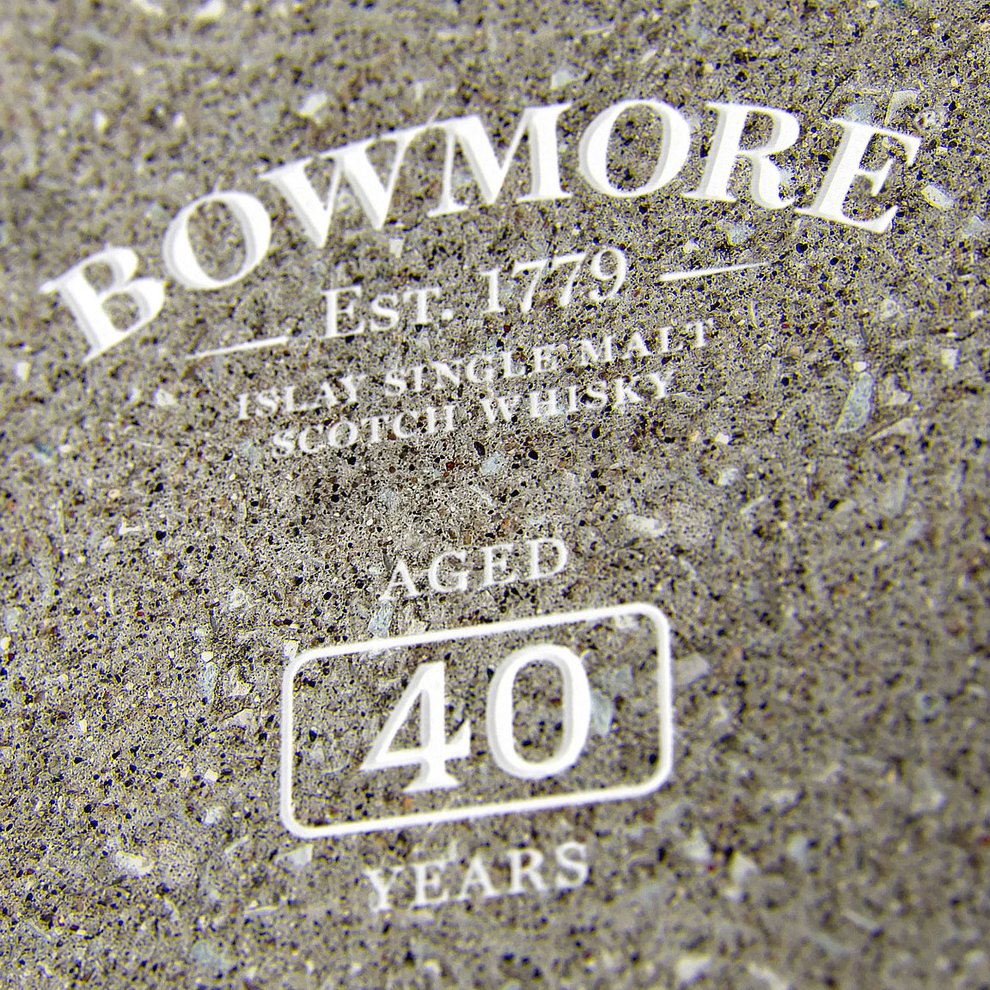 BOWMORE®
EST. 1779
ISLAY SINGLE MALT
SCOTCH WHISKY
AGED
40
YEARS